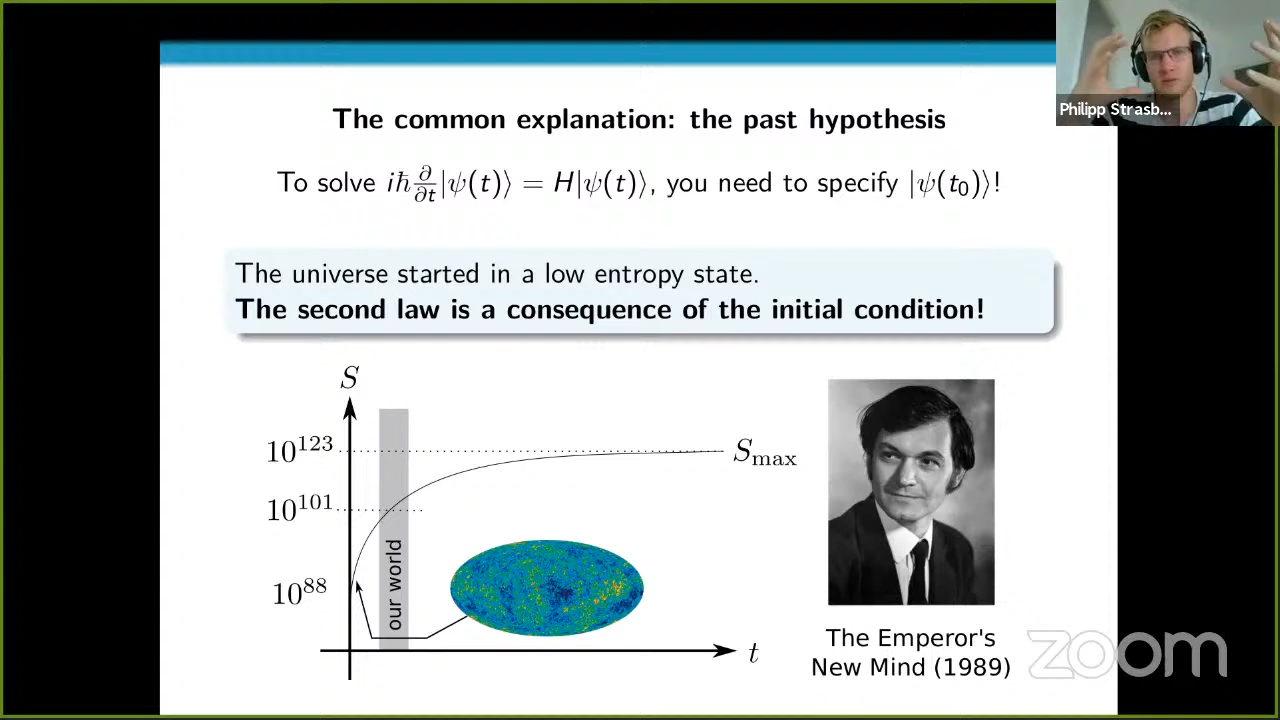 Philipp Strasb...
The common explanation: the past hypothesis
To solve iħ∂/∂t|ψ(t)⟩ = H|ψ(t)⟩, you need to specify |ψ(t₀)⟩!
The universe started in a low entropy state.
The second law is a consequence of the initial condition!
S
10¹²³
S_max
10¹⁰¹
10⁸⁸
our world
t
The Emperor's
New Mind (1989)
zoom